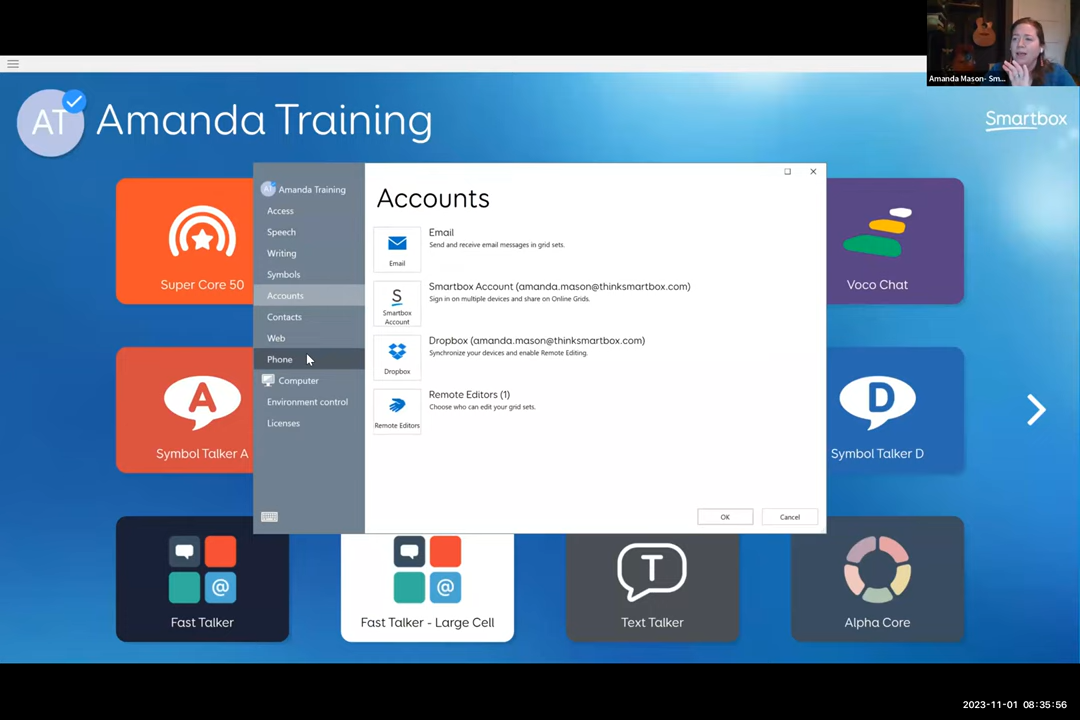 Amanda Mason- Sm...
AT
Amanda Training
Smartbox
Super Core 50
Voco Chat
A
Symbol Talker A
D
Symbol Talker D
@
Fast Talker
@
Fast Talker - Large Cell
T
Text Talker
Alpha Core
AT
Amanda Training
Access
Speech
Writing
Symbols
Accounts
Contacts
Web
Phone
Computer
Environment control
Licenses
Accounts
Email
Email
Send and receive email messages in grid sets.
S
Smartbox
Account
Smartbox Account (amanda.mason@thinksmartbox.com)
Sign in on multiple devices and share on Online Grids.
Dropbox
Dropbox (amanda.mason@thinksmartbox.com)
Synchronize your devices and enable Remote Editing.
Remote Editors
Remote Editors (1)
Choose who can edit your grid sets.
OK
Cancel
2023-11-01 08:35:56